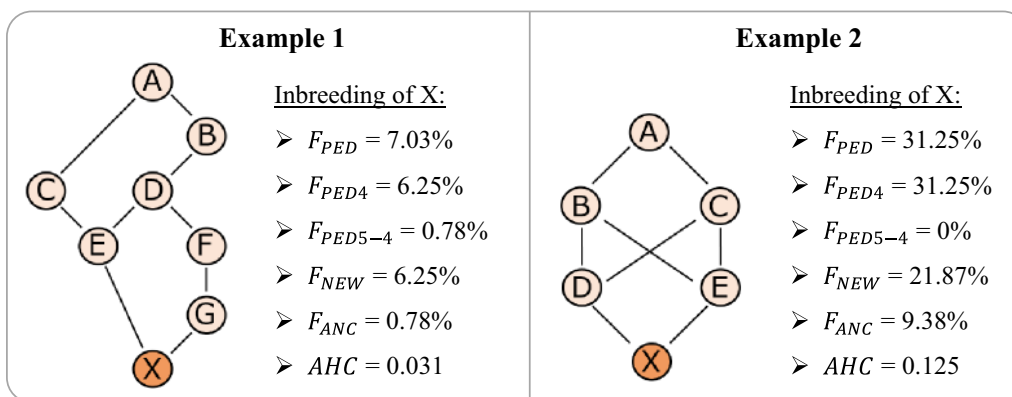 Example 1
A
B
C
D
E
F
G
X
Inbreeding of X:
➢ F_PED = 7.03%
➢ F_PED4 = 6.25%
➢ F_PED5−4 = 0.78%
➢ F_NEW = 6.25%
➢ F_ANC = 0.78%
➢ AHC = 0.031
Example 2
A
B
C
D
E
X
Inbreeding of X:
➢ F_PED = 31.25%
➢ F_PED4 = 31.25%
➢ F_PED5−4 = 0%
➢ F_NEW = 21.87%
➢ F_ANC = 9.38%
➢ AHC = 0.125